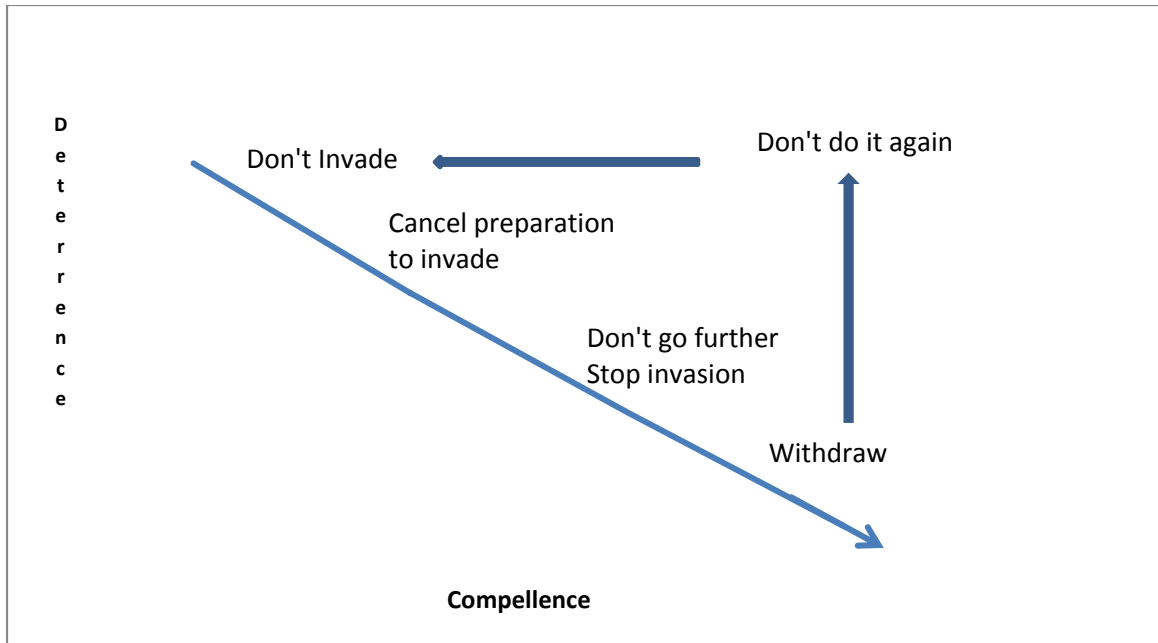 Deterrence
Don't Invade
Don't do it again
Cancel preparation
to invade
Don't go further
Stop invasion
Withdraw
Compellence